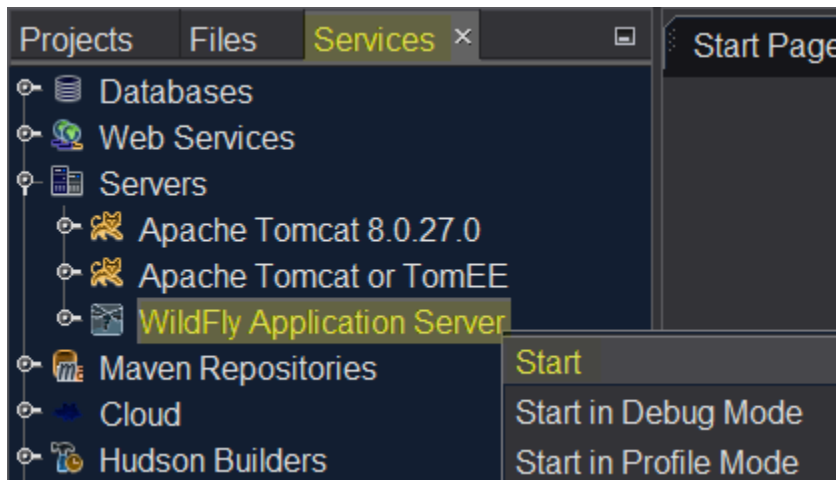 Projects Files Services × Start Page
Databases
Web Services
Servers
Apache Tomcat 8.0.27.0
Apache Tomcat or TomEE
WildFly Application Server
Start
Maven Repositories
Start in Debug Mode
Cloud
Start in Profile Mode
Hudson Builders